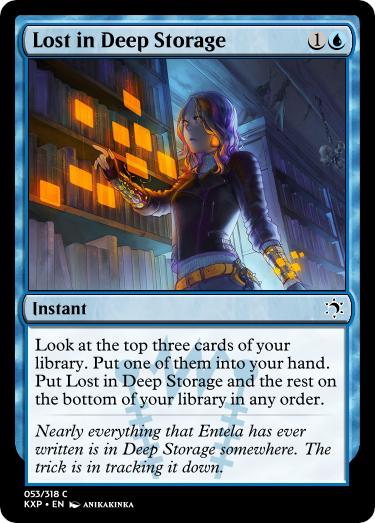 Lost in Deep Storage 1
Instant
Look at the top three cards of your
library. Put one of them into your hand.
Put Lost in Deep Storage and the rest on
the bottom of your library in any order.
Nearly everything that Entela has ever
written is in Deep Storage somewhere. The
trick is in tracking it down.
053/318 C
KXP • EN ANIKAKINKA